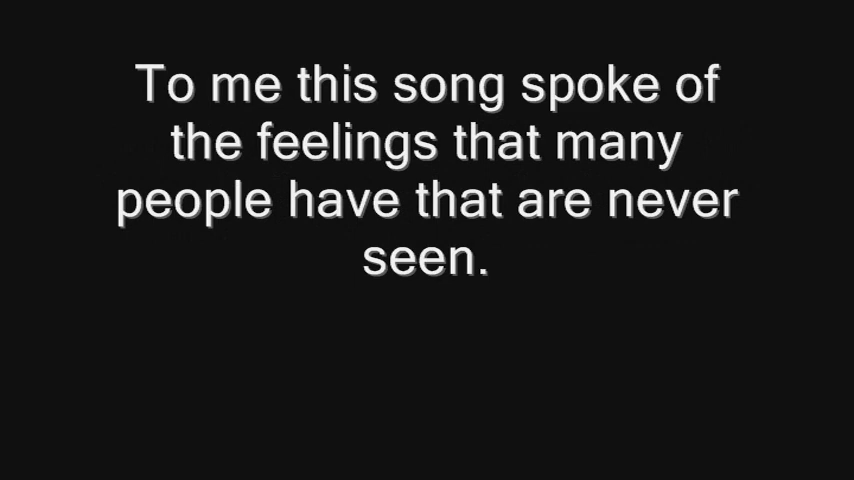 To me this song spoke of
the feelings that many
people have that are never
seen.